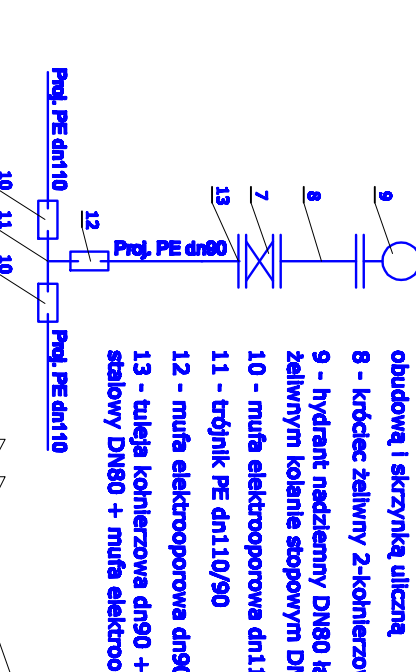 Proj. PE dn110
10
11
10
12
Proj. PE dn90
Proj. PE dn110
13
7
8
9
obudową i skrzynką uliczną
8 - króciec żeliwny 2-kołnierzo
9 - hydrant nadziemny DN80
żeliwnym kolanie stopowym
10 - mufa elektrooporowa
11 - trójnik PE dn110/90
12 - mufa elektrooporowa
13 - tuleja kołnierzowa dn90 +
stalowy DN80 + mufa elektroo